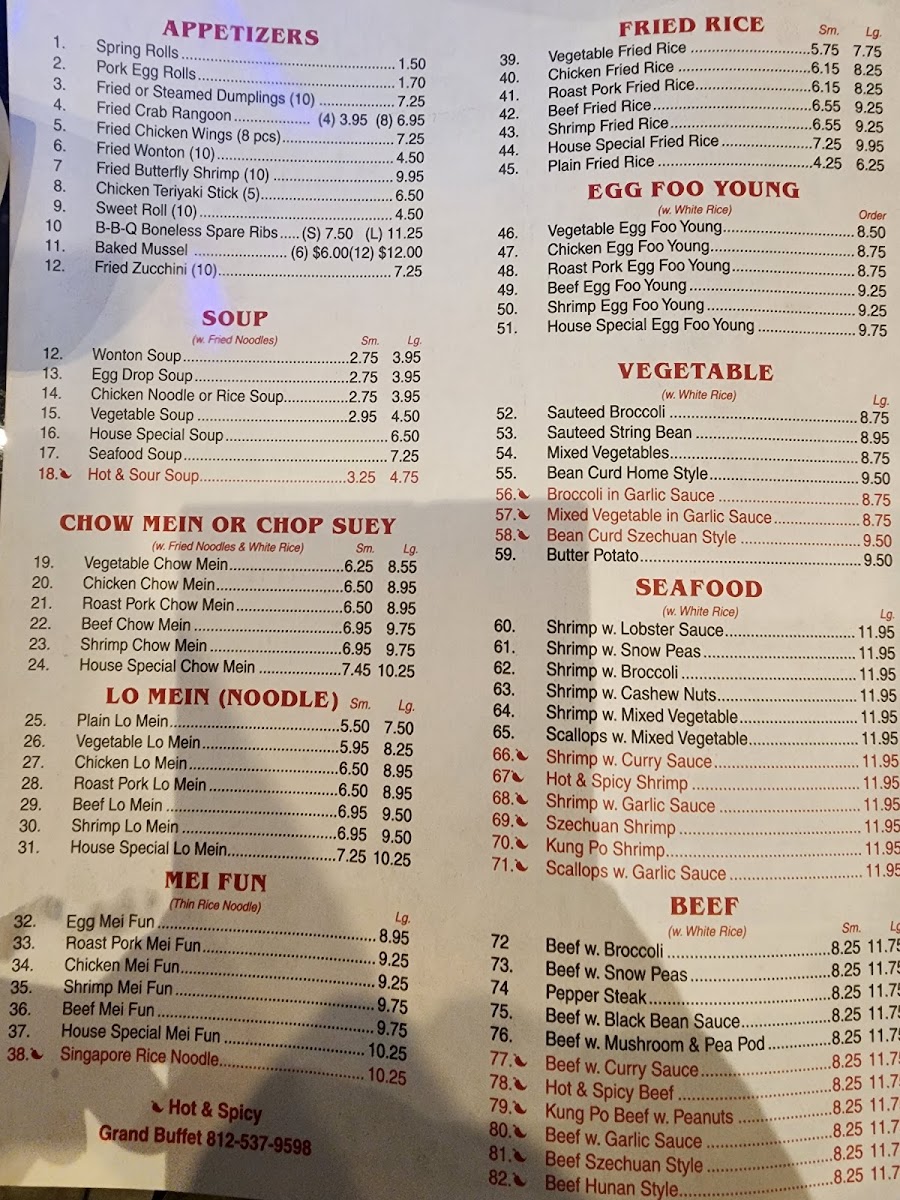 APPETIZERS
1. Spring Rolls 1.50
2. Pork Egg Rolls 1.70
3. Fried or Steamed Dumplings (10) 7.25
4. Fried Crab Rangoon (4) 3.95 (8) 6.95
5. Fried Chicken Wings (8 pcs) 7.25
6. Fried Wonton (10) 4.50
7 Fried Butterfly Shrimp (10) 9.95
8. Chicken Teriyaki Stick (5) 6.50
9. Sweet Roll (10) 4.50
10 B-B-Q Boneless Spare Ribs (S) 7.50 (L) 11.25
11. Baked Mussel (6) $6.00(12) $12.00
12. Fried Zucchini (10) 7.25
SOUP
(w. Fried Noodles) Sm. Lg.
12. Wonton Soup 2.75 3.95
13. Egg Drop Soup 2.75 3.95
14. Chicken Noodle or Rice Soup 2.75 3.95
15. Vegetable Soup 2.95 4.50
16. House Special Soup 6.50
17. Seafood Soup 7.25
18. Hot & Sour Soup 3.25 4.75
CHOW MEIN OR CHOP SUEY
(w. Fried Noodles & White Rice) Sm. Lg.
19. Vegetable Chow Mein 6.25 8.55
20. Chicken Chow Mein 6.50 8.95
21. Roast Pork Chow Mein 6.50 8.95
22. Beef Chow Mein 6.95 9.75
23. Shrimp Chow Mein 6.95 9.75
24. House Special Chow Mein 7.45 10.25
LO MEIN (NOODLE) Sm. Lg.
25. Plain Lo Mein 5.50 7.50
26. Vegetable Lo Mein 5.95 8.25
27. Chicken Lo Mein 6.50 8.95
28. Roast Pork Lo Mein 6.50 8.95
29. Beef Lo Mein 6.95 9.50
30. Shrimp Lo Mein 6.95 9.50
31. House Special Lo Mein 7.25 10.25
MEI FUN
(Thin Rice Noodle) Lg.
32. Egg Mei Fun 8.95
33. Roast Pork Mei Fun 9.25
34. Chicken Mei Fun 9.25
35. Shrimp Mei Fun 9.75
36. Beef Mei Fun 9.75
37. House Special Mei Fun 10.25
38. Singapore Rice Noodle 10.25
Hot & Spicy
Grand Buffet 812-537-9598
FRIED RICE Sm. Lg.
39. Vegetable Fried Rice 5.75 7.75
40. Chicken Fried Rice 6.15 8.25
41. Roast Pork Fried Rice 6.15 8.25
42. Beef Fried Rice 6.55 9.25
43. Shrimp Fried Rice 6.55 9.25
44. House Special Fried Rice 7.25 9.95
45. Plain Fried Rice 4.25 6.25
EGG FOO YOUNG
(w. White Rice) Order
46. Vegetable Egg Foo Young 8.50
47. Chicken Egg Foo Young 8.75
48. Roast Pork Egg Foo Young 8.75
49. Beef Egg Foo Young 9.25
50. Shrimp Egg Foo Young 9.25
51. House Special Egg Foo Young 9.75
VEGETABLE
(w. White Rice) Lg.
52. Sauteed Broccoli 8.75
53. Sauteed String Bean 8.95
54. Mixed Vegetables 8.75
55. Bean Curd Home Style 9.50
56. Broccoli in Garlic Sauce 8.75
57. Mixed Vegetable in Garlic Sauce 8.75
58. Bean Curd Szechuan Style 9.50
59. Butter Potato 9.50
SEAFOOD
(w. White Rice) Lg.
60. Shrimp w. Lobster Sauce 11.95
61. Shrimp w. Snow Peas 11.95
62. Shrimp w. Broccoli 11.95
63. Shrimp w. Cashew Nuts 11.95
64. Shrimp w. Mixed Vegetable 11.95
65. Scallops w. Mixed Vegetable 11.95
66. Shrimp w. Curry Sauce 11.95
67 Hot & Spicy Shrimp 11.95
68. Shrimp w. Garlic Sauce 11.95
69. Szechuan Shrimp 11.95
70. Kung Po Shrimp 11.95
71. Scallops w. Garlic Sauce 11.95
BEEF
(w. White Rice) Sm. Lg
72 Beef w. Broccoli 8.25 11.75
73. Beef w. Snow Peas 8.25 11.75
74 Pepper Steak 8.25 11.75
75. Beef w. Black Bean Sauce 8.25 11.75
76. Beef w. Mushroom & Pea Pod 8.25 11.75
77. Beef w. Curry Sauce 8.25 11.75
78. Hot & Spicy Beef 8.25 11.75
79. Kung Po Beef w. Peanuts 8.25 11.7
80. Beef w. Garlic Sauce 8.25 11.7
81. Beef Szechuan Style 8.25 11.7
82. Beef Hunan Style 8.25 11.7